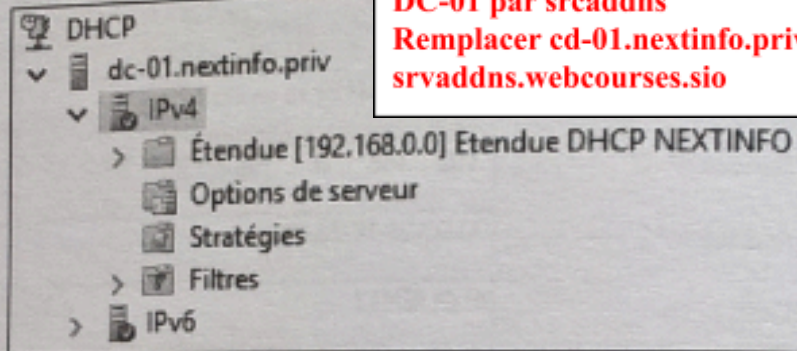 DHCP
dc-01.nextinfo.priv
IPv4
Étendue [192.168.0.0] Etendue DHCP NEXTINFO
Options de serveur
Stratégies
Filtres
IPv6
DC-01 par srcaddns
Remplacer cd-01.nextinfo.priv
srvaddns.webcourses.sio